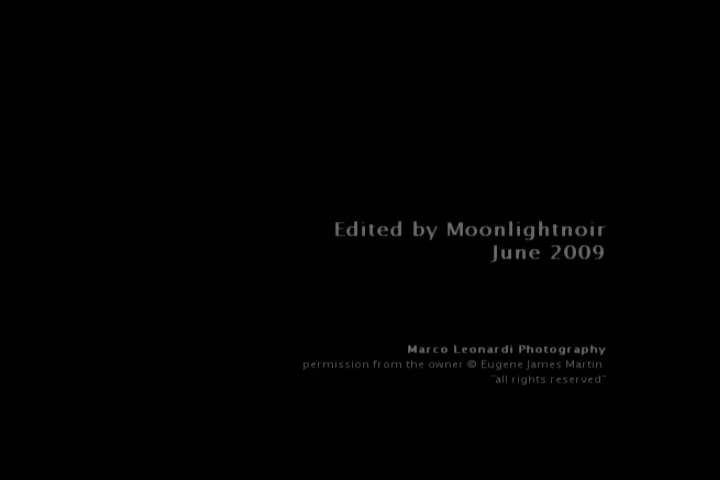 Edited by Moonlightnoir
June 2009
Marco Leonardi Photography
permission from the owner © Eugene James Martin
"all rights reserved"